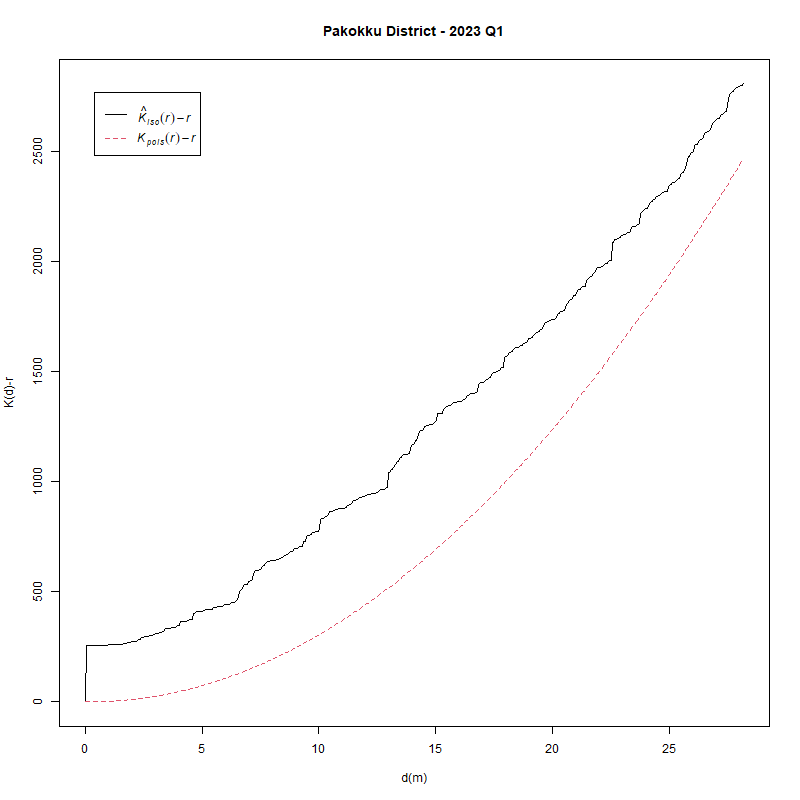 Pakokku District - 2023 Q1
K̂iso(r) − r
Kpois(r) − r
K(d)-r
0
500
1000
1500
2000
2500
0 5 10 15 20 25
d(m)